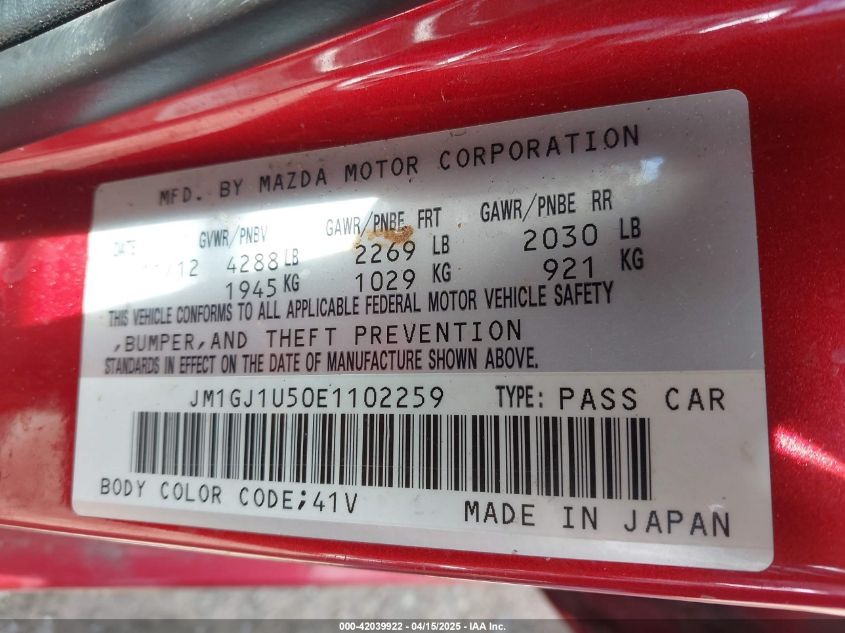 MFD. BY MAZDA MOTOR CORPORATION
DATE GVWR/PNBV GAWR/PNBE FRT GAWR/PNBE RR
4288 LB 2269 LB 2030 LB
1945 KG 1029 KG 921 KG
THIS VEHICLE CONFORMS TO ALL APPLICABLE FEDERAL MOTOR VEHICLE SAFETY
,BUMPER,AND THEFT PREVENTION
STANDARDS IN EFFECT ON THE DATE OF MANUFACTURE SHOWN ABOVE.
JM1GJ1U50E1102259 TYPE: PASS CAR
BODY COLOR CODE;41V
MADE IN JAPAN
000-42039922 - 04/15/2025 - IAA Inc.